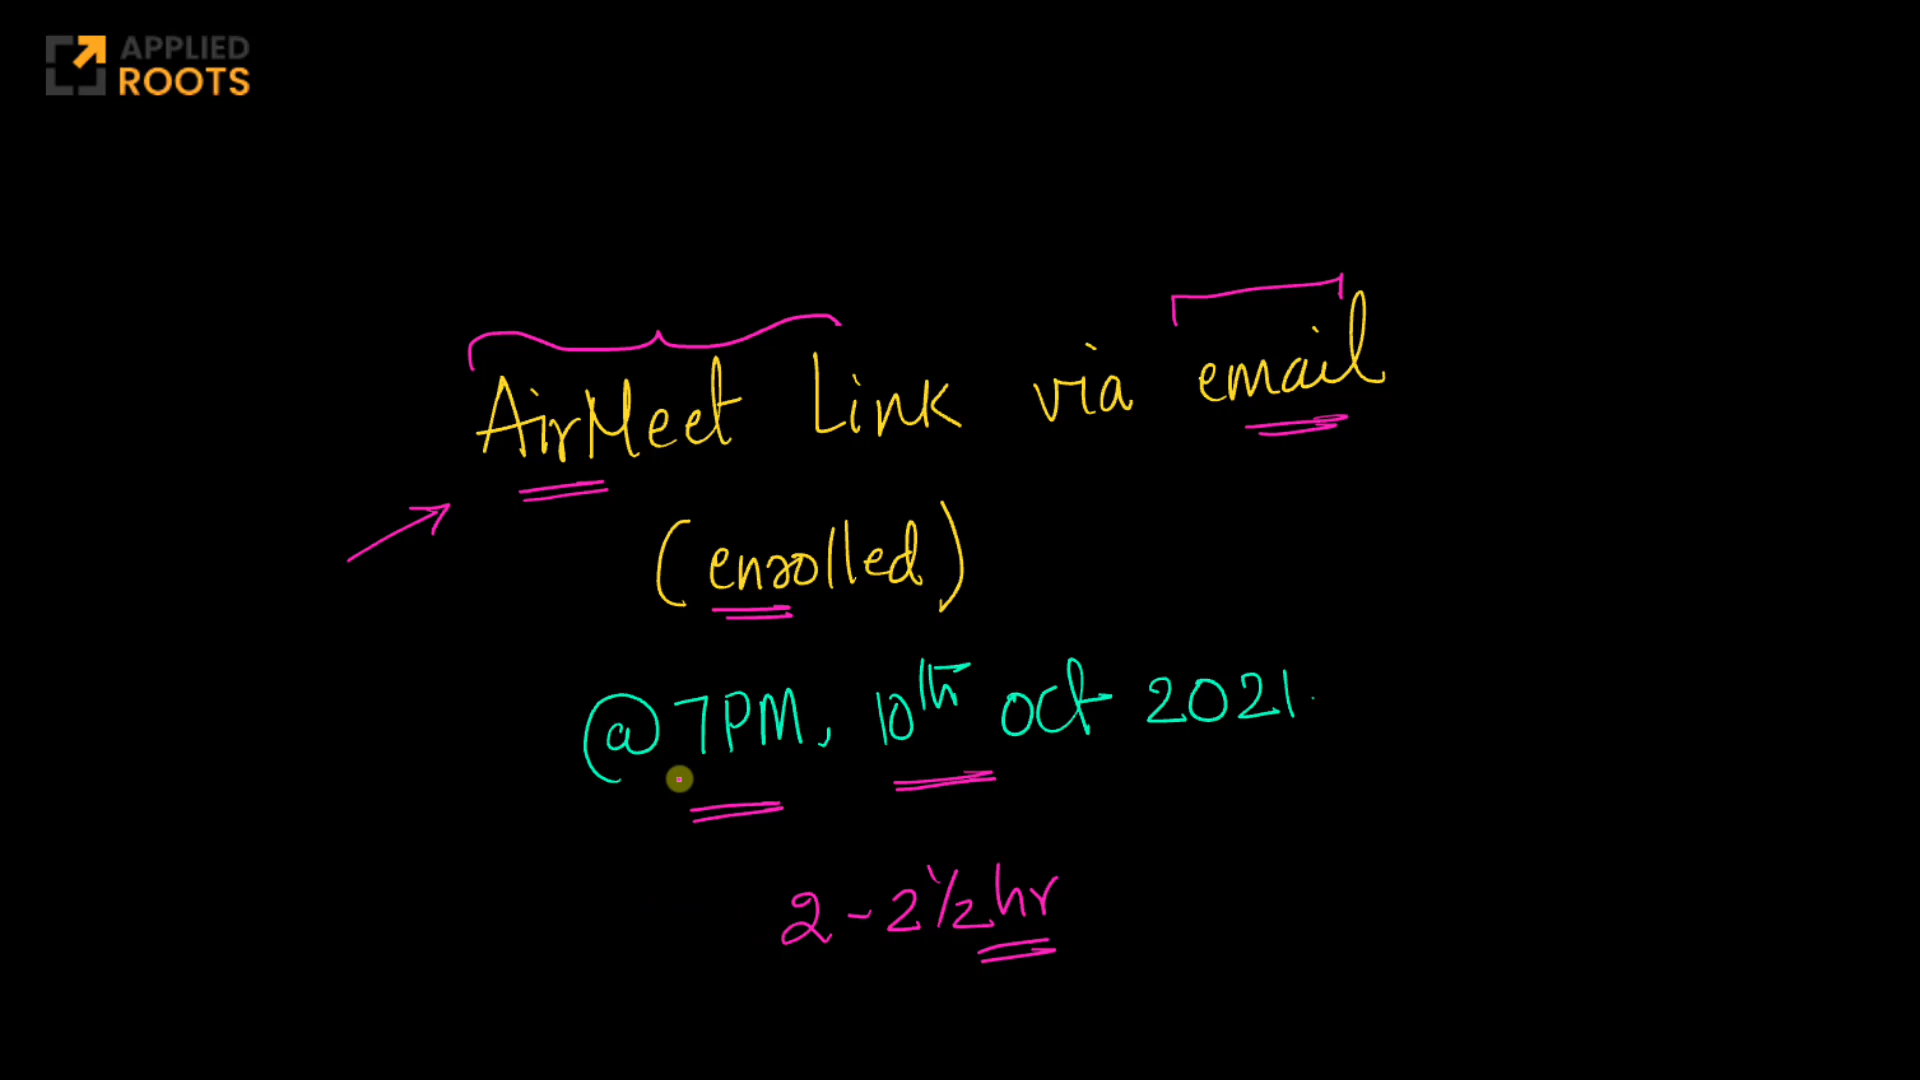 APPLIED
ROOTS
AirMeet Link via email
(enrolled)
@7PM, 10th Oct 2021.
2-2½hr